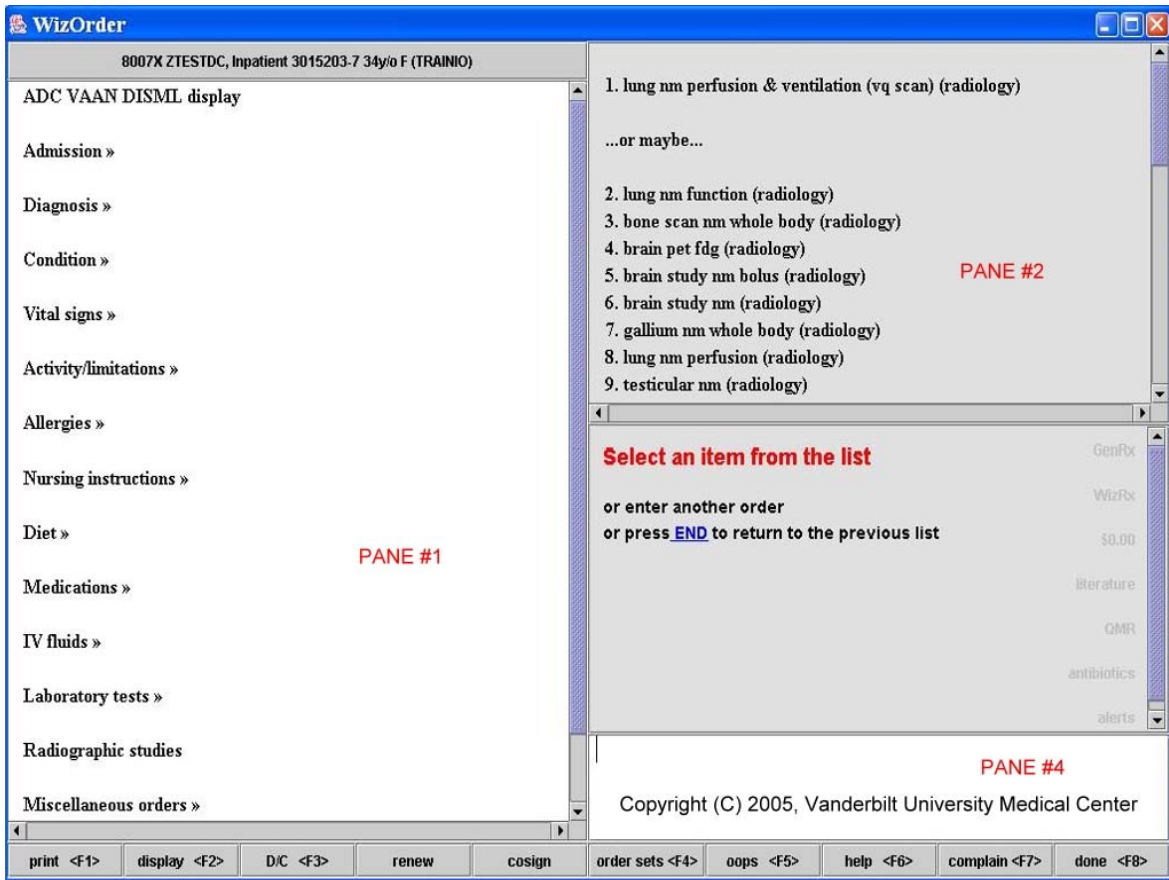 WizOrder
8007X ZTESTDC, Inpatient 3015203-7 34y/o F (TRAINIO)
ADC VAAN DISML display
Admission »
Diagnosis »
Condition »
Vital signs »
Activity/limitations »
Allergies »
Nursing instructions »
Diet »
PANE #1
Medications »
IV fluids »
Laboratory tests »
Radiographic studies
Miscellaneous orders »
1. lung nm perfusion & ventilation (vq scan) (radiology)
...or maybe...
2. lung nm function (radiology)
3. bone scan nm whole body (radiology)
4. brain pet fdg (radiology)
PANE #2
5. brain study nm bolus (radiology)
6. brain study nm (radiology)
7. gallium nm whole body (radiology)
8. lung nm perfusion (radiology)
9. testicular nm (radiology)
Select an item from the list
or enter another order
or press END to return to the previous list
GenRx
WizRx
$0.00
literature
QMR
antibiotics
alerts
PANE #4
Copyright (C) 2005, Vanderbilt University Medical Center
print <F1> display <F2> D/C <F3> renew cosign order sets <F4> oops <F5> help <F6> complain <F7> done <F8>